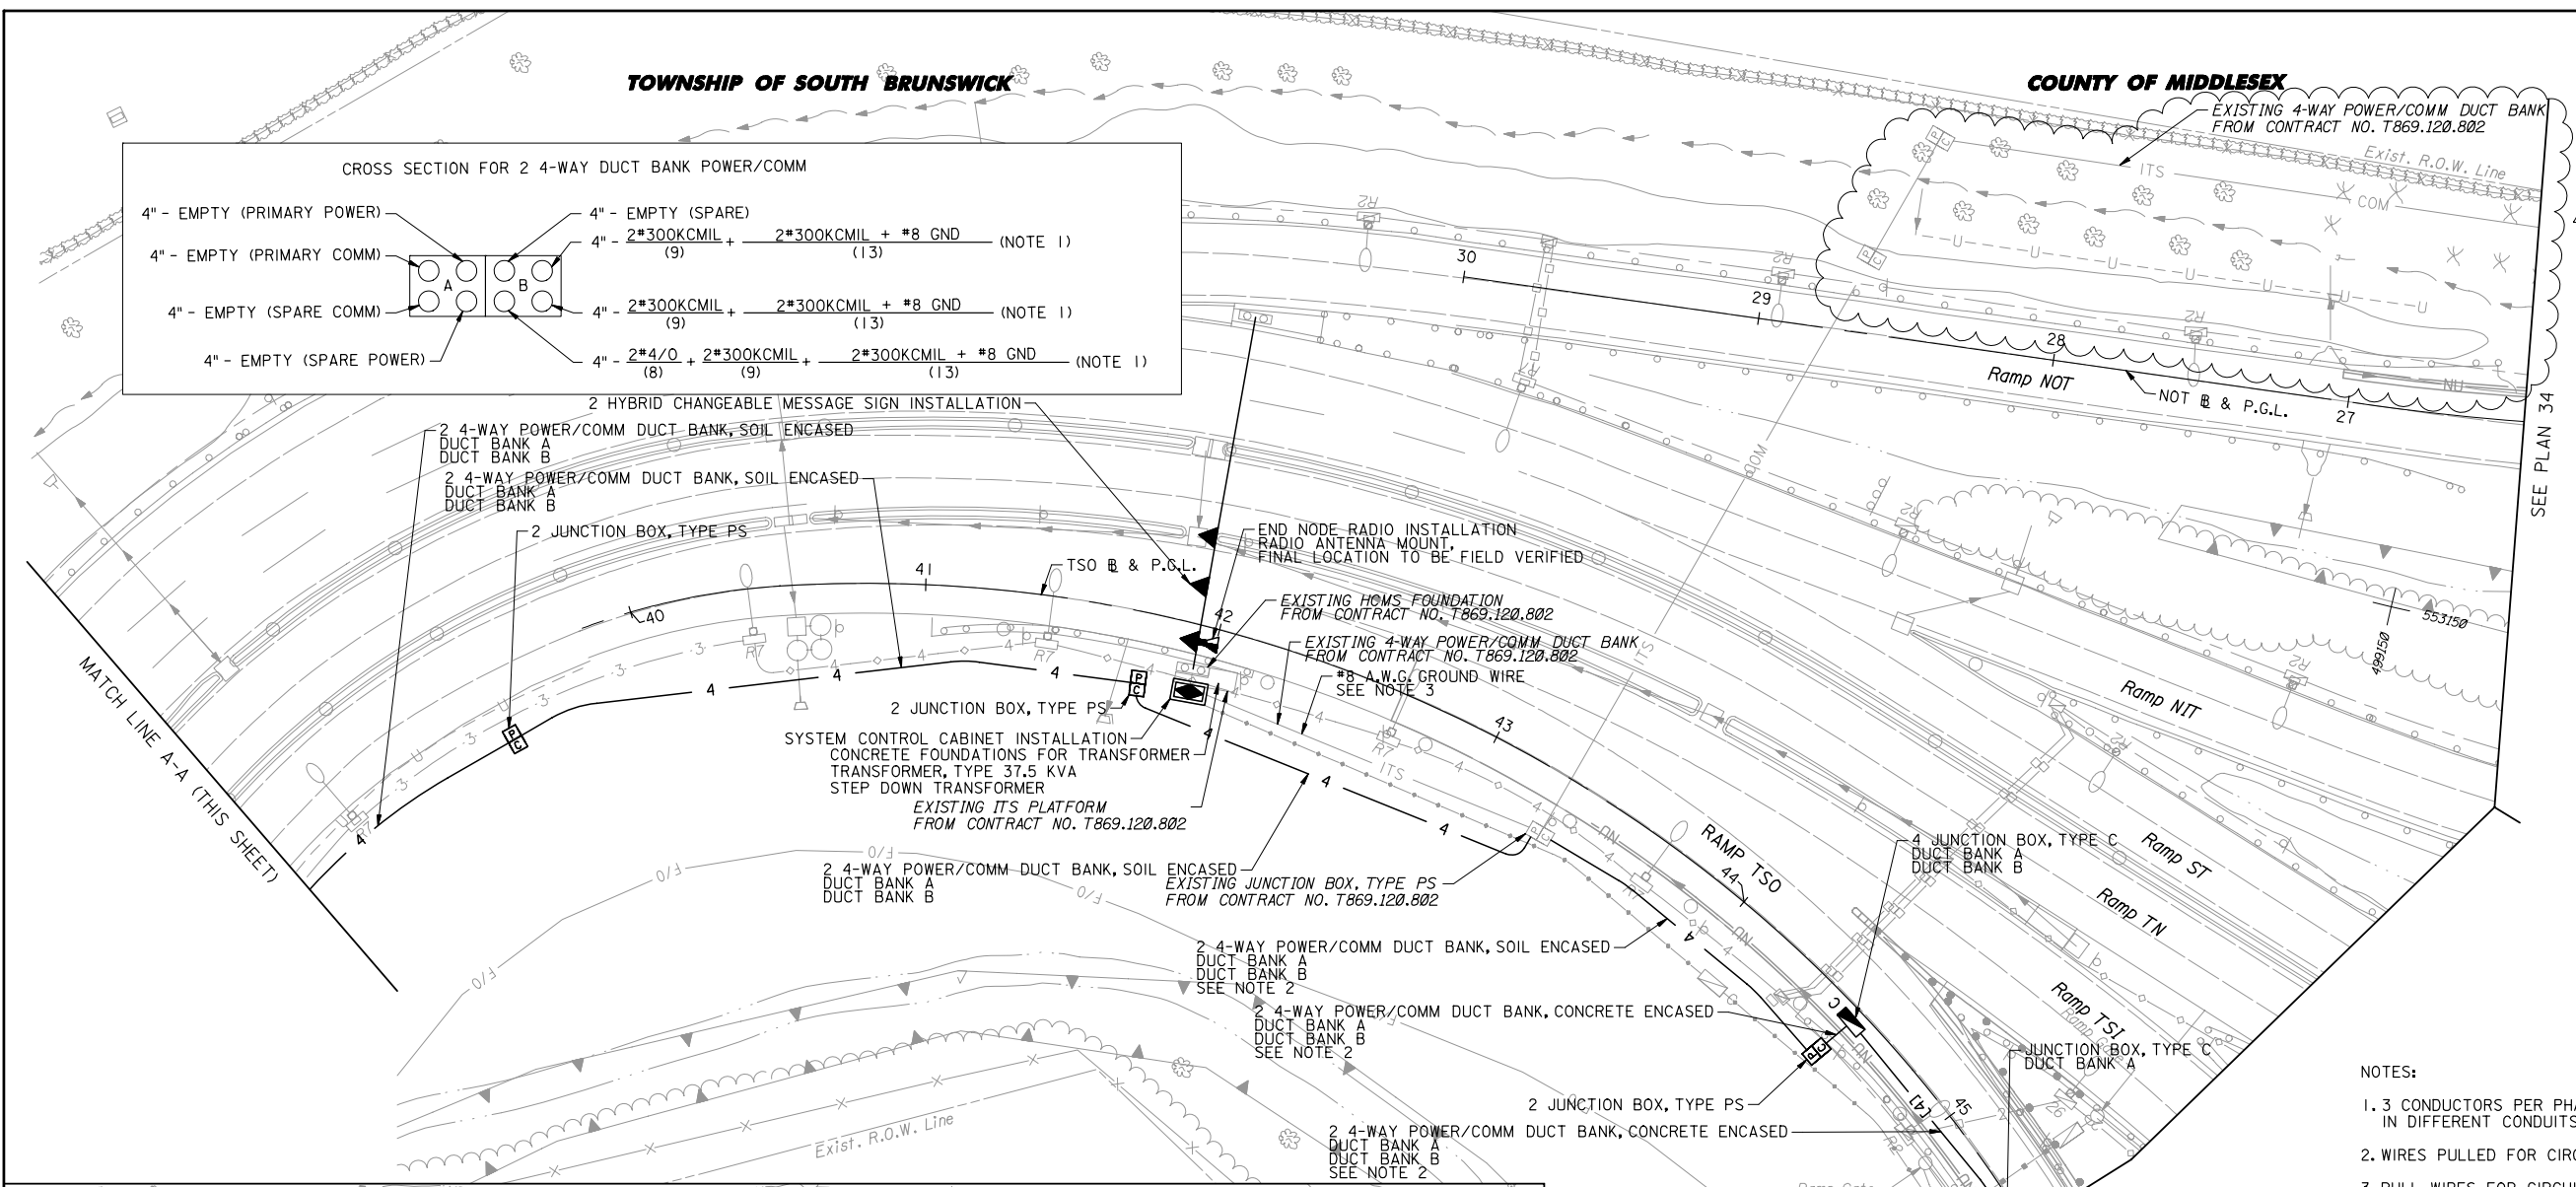 TOWNSHIP OF SOUTH BRUNSWICK
COUNTY OF MIDDLESEX
EXISTING 4-WAY POWER/COMM DUCT BANK
FROM CONTRACT NO. T869.120.802
Exist. R.O.W. Line
ITS
COM
CROSS SECTION FOR 2 4-WAY DUCT BANK POWER/COMM
4" - EMPTY (PRIMARY POWER)
4" - EMPTY (PRIMARY COMM)
4" - EMPTY (SPARE COMM)
4" - EMPTY (SPARE POWER)
A
B
4" - EMPTY (SPARE)
4" - 2#300KCMIL + 2#300KCMIL + #8 GND (NOTE 1)
(9) (13)
4" - 2#300KCMIL + 2#300KCMIL + #8 GND (NOTE 1)
(9) (13)
4" - 2#4/0 + 2#300KCMIL + 2#300KCMIL + #8 GND (NOTE 1)
(8) (9) (13)
R2
R2
R2
30
29
28
27
Ramp NOT
NOT BL & P.G.L.
NU
SEE PLAN 34
2 HYBRID CHANGEABLE MESSAGE SIGN INSTALLATION
2 4-WAY POWER/COMM DUCT BANK, SOIL ENCASED
DUCT BANK A
DUCT BANK B
2 4-WAY POWER/COMM DUCT BANK, SOIL ENCASED
DUCT BANK A
DUCT BANK B
2 JUNCTION BOX, TYPE PS
END NODE RADIO INSTALLATION
RADIO ANTENNA MOUNT,
FINAL LOCATION TO BE FIELD VERIFIED
TSO BL & P.G.L.
40
41
42
EXISTING HCMS FOUNDATION
FROM CONTRACT NO. T869.120.802
EXISTING 4-WAY POWER/COMM DUCT BANK
FROM CONTRACT NO. T869.120.802
#8 A.W.G. GROUND WIRE
SEE NOTE 3
MATCH LINE A-A (THIS SHEET)
2 JUNCTION BOX, TYPE PS
SYSTEM CONTROL CABINET INSTALLATION
CONCRETE FOUNDATIONS FOR TRANSFORMER
TRANSFORMER, TYPE 37.5 KVA
STEP DOWN TRANSFORMER
EXISTING ITS PLATFORM
FROM CONTRACT NO. T869.120.802
43
ITS
COM
ITS
RAMP TSO
44
499150
553150
Ramp NIT
Ramp ST
Ramp TN
Ramp TSI
2 4-WAY POWER/COMM DUCT BANK, SOIL ENCASED
DUCT BANK A
DUCT BANK B
EXISTING JUNCTION BOX, TYPE PS
FROM CONTRACT NO. T869.120.802
4 JUNCTION BOX, TYPE C
DUCT BANK A
DUCT BANK B
F/O
F/O
F/O
F/O
F/O
2 4-WAY POWER/COMM DUCT BANK, SOIL ENCASED
DUCT BANK A
DUCT BANK B
SEE NOTE 2
2 4-WAY POWER/COMM DUCT BANK, CONCRETE ENCASED
DUCT BANK A
DUCT BANK B
SEE NOTE 2
C
JUNCTION BOX, TYPE C
DUCT BANK A
2 JUNCTION BOX, TYPE PS
[4]
45
2 4-WAY POWER/COMM DUCT BANK, CONCRETE ENCASED
DUCT BANK A
DUCT BANK B
SEE NOTE 2
Exist. R.O.W. Line
NOTES:
1. 3 CONDUCTORS PER
IN DIFFERENT CONDUITS
2. WIRES PULLED FOR